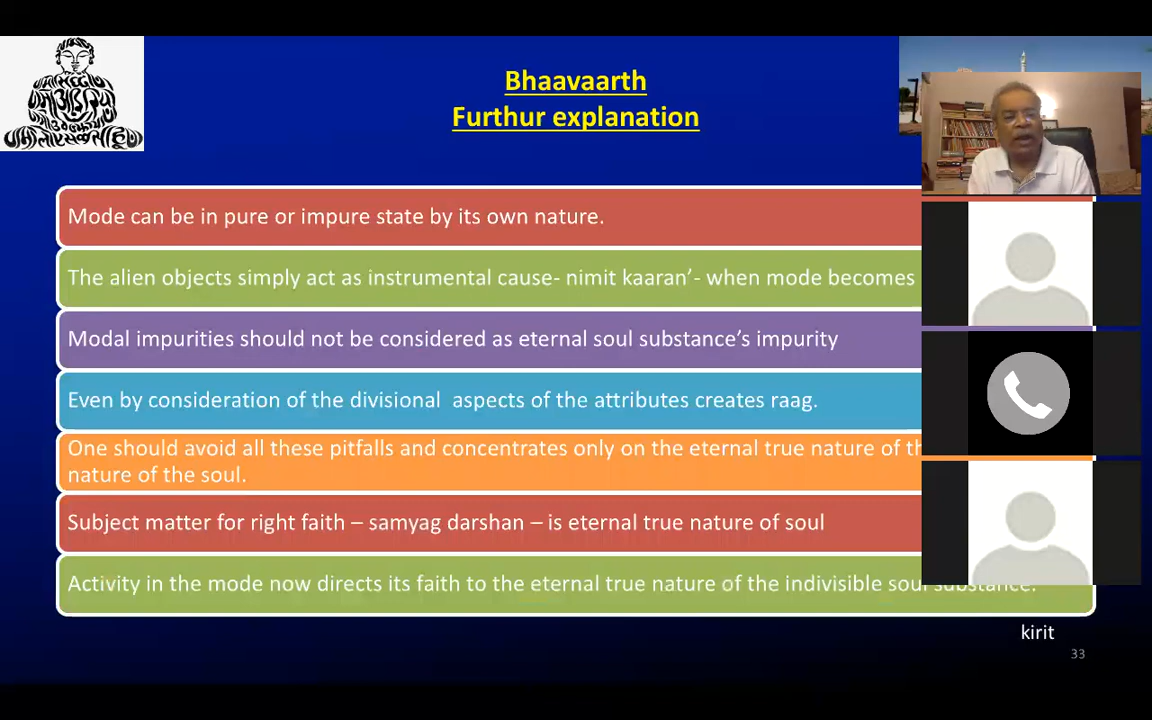 Bhaavaarth
Furthur explanation
Mode can be in pure or impure state by its own nature.
The alien objects simply act as instrumental cause- nimit kaaran’- when mode becomes
Modal impurities should not be considered as eternal soul substance’s impurity
Even by consideration of the divisional aspects of the attributes creates raag.
One should avoid all these pitfalls and concentrates only on the eternal true nature of
nature of the soul.
Subject matter for right faith – samyag darshan – is eternal true nature of soul
Activity in the mode now directs its faith to the eternal true nature of the indivisible soul substance.
kirit
33